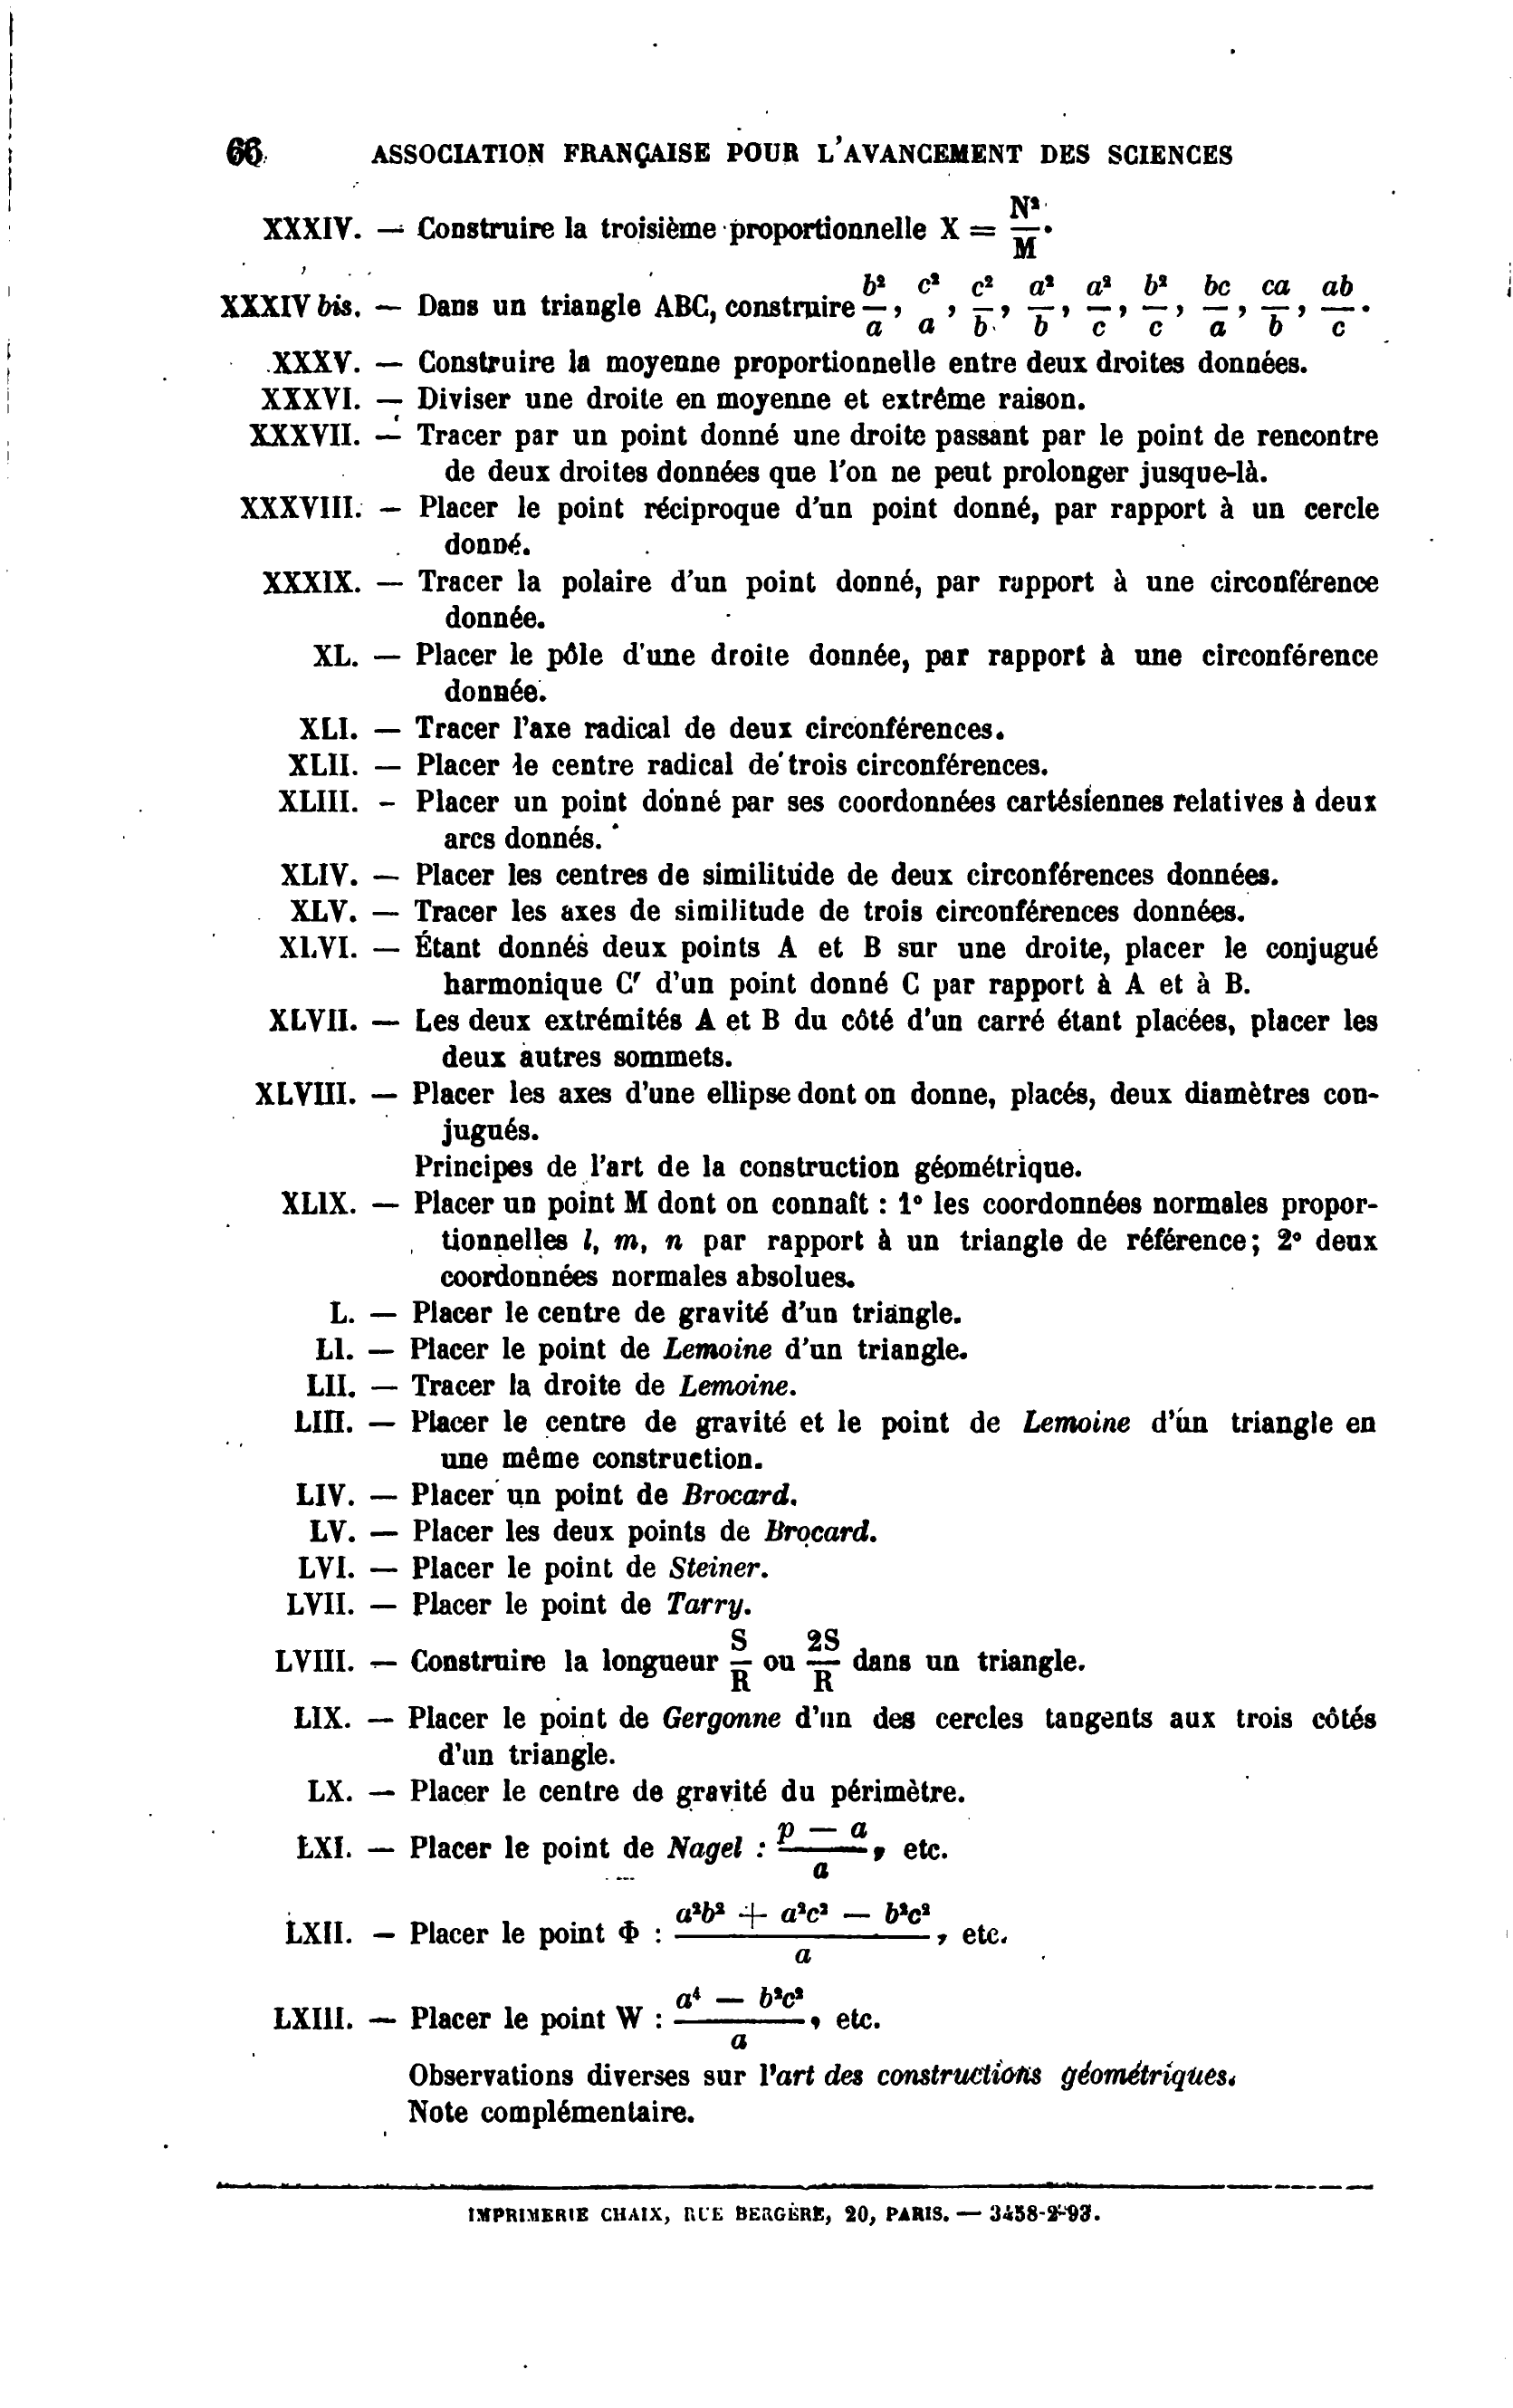 66 ASSOCIATION FRANÇAISE POUR L'AVANCEMENT DES SCIENCES
XXXIV. — Construire la troisième proportionnelle X = N²/M.
XXXIV bis. — Dans un triangle ABC, construire b²/a, c²/a, c²/b, a²/b, a²/c, b²/c, bc/a, ca/b, ab/c.
XXXV. — Construire la moyenne proportionnelle entre deux droites données.
XXXVI. — Diviser une droite en moyenne et extrême raison.
XXXVII. — Tracer par un point donné une droite passant par le point de rencontre
de deux droites données que l'on ne peut prolonger jusque-là.
XXXVIII. — Placer le point réciproque d'un point donné, par rapport à un cercle
donné.
XXXIX. — Tracer la polaire d'un point donné, par rapport à une circonférence
donnée.
XL. — Placer le pôle d'une droite donnée, par rapport à une circonférence
donnée.
XLI. — Tracer l'axe radical de deux circonférences.
XLII. — Placer le centre radical de trois circonférences.
XLIII. – Placer un point donné par ses coordonnées cartésiennes relatives à deux
arcs donnés.
XLIV. — Placer les centres de similitude de deux circonférences données.
XLV. — Tracer les axes de similitude de trois circonférences données.
XLVI. — Étant donnés deux points A et B sur une droite, placer le conjugué
harmonique C' d'un point donné C par rapport à A et à B.
XLVII. — Les deux extrémités A et B du côté d'un carré étant placées, placer les
deux autres sommets.
XLVIII. — Placer les axes d'une ellipse dont on donne, placés, deux diamètres con-
jugués.
Principes de l'art de la construction géométrique.
XLIX. — Placer un point M dont on connaît : 1° les coordonnées normales propor-
tionnelles l, m, n par rapport à un triangle de référence; 2° deux
coordonnées normales absolues.
L. — Placer le centre de gravité d'un triangle.
LI. — Placer le point de Lemoine d'un triangle.
LII. — Tracer la droite de Lemoine.
LIII. — Placer le centre de gravité et le point de Lemoine d'un triangle en
une même construction.
LIV. — Placer un point de Brocard.
LV. — Placer les deux points de Brocard.
LVI. — Placer le point de Steiner.
LVII. — Placer le point de Tarry.
LVIII. — Construire la longueur S/R ou 2S/R dans un triangle.
LIX. — Placer le point de Gergonne d'un des cercles tangents aux trois côtés
d'un triangle.
LX. — Placer le centre de gravité du périmètre.
LXI. — Placer le point de Nagel : (p — a)/a, etc.
LXII. — Placer le point Φ : (a²b² + a²c² — b²c²)/a, etc.
LXIII. — Placer le point W : (a⁴ — b²c²)/a, etc.
Observations diverses sur l'art des constructions géométriques.
Note complémentaire.
IMPRIMERIE CHAIX, RUE BERGÈRE, 20, PARIS. — 3458-2-93.